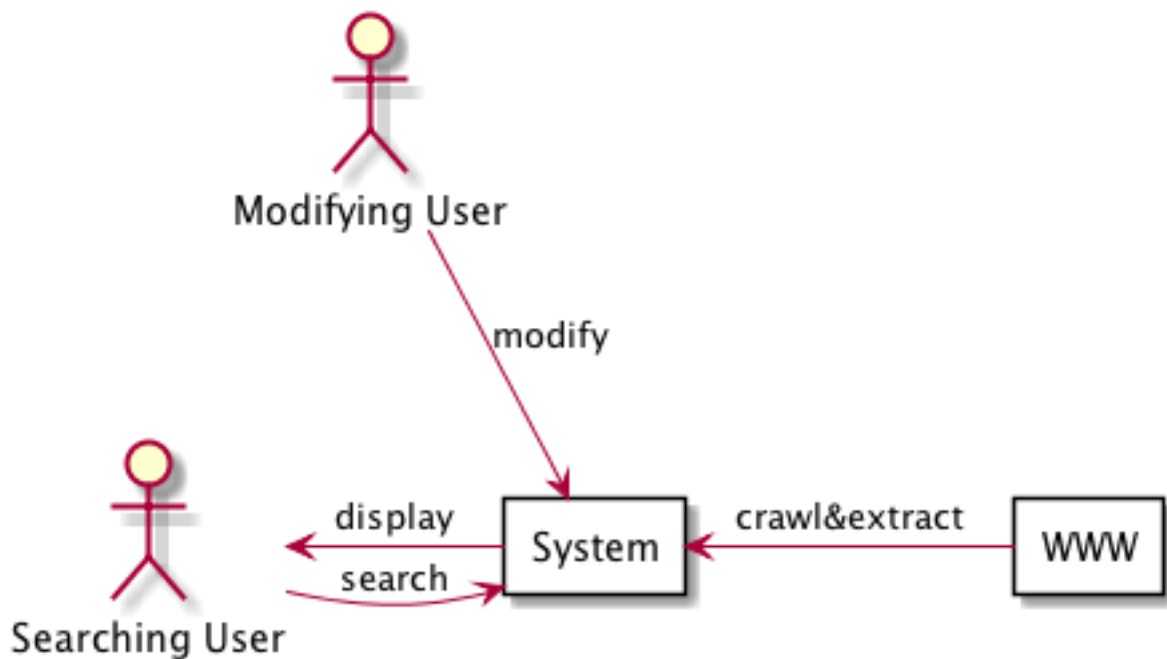 Modifying User
modify
display
System
crawl&extract
WWW
search
Searching User